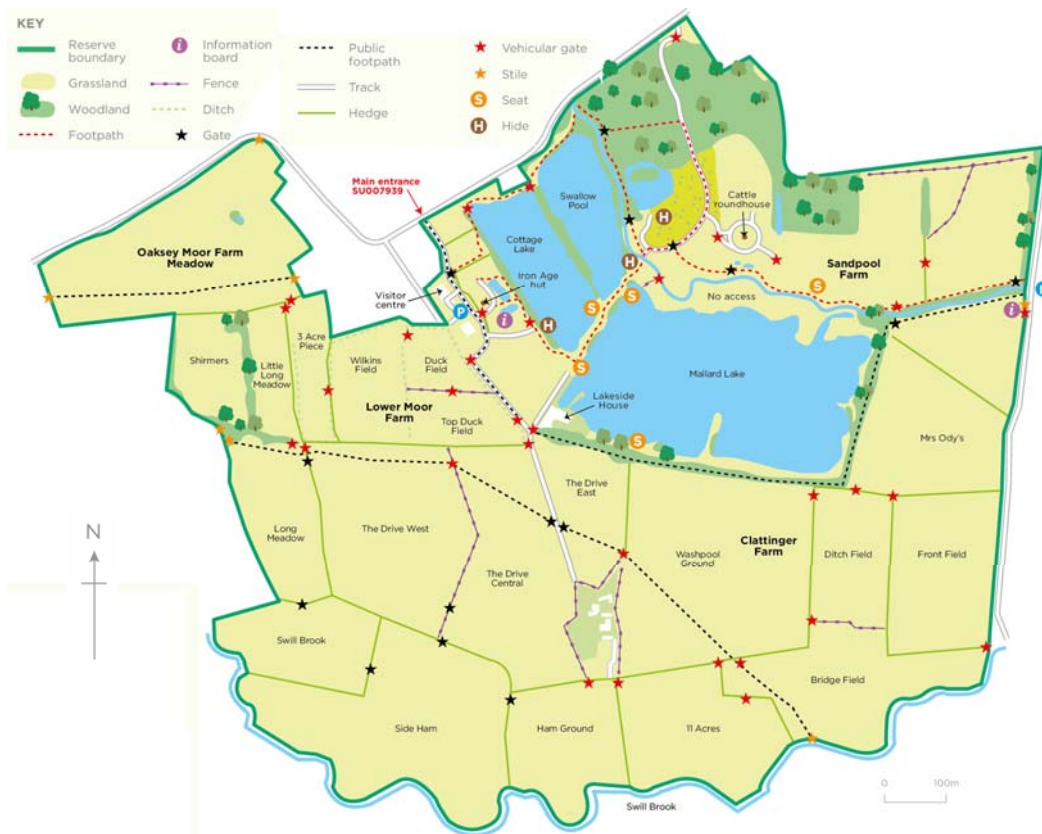 KEY
Reserve
boundary
Grassland
Woodland
Footpath
i
Information
board
Fence
Ditch
Gate
Public
footpath
Track
Hedge
Vehicular gate
Stile
S
Seat
H
Hide
Main entrance
SU007939
Oaksey Moor Farm
Meadow
Swallow
Pool
Cottage
Lake
Cattle
roundhouse
H
H
Sandpool
Farm
Iron Age
hut
Visitor
centre
P
i
H
S
S
S
No access
i
Shirmers
3 Acre
Piece
Little
Long
Meadow
Wilkins
Field
Duck
Field
Lower Moor
Farm
Top Duck
Field
S
Mallard Lake
Lakeside
House
S
Mrs Ody's
The Drive
East
Long
Meadow
The Drive West
The Drive
Central
Washpool
Ground
Clattinger
Farm
Ditch Field
Front Field
N
Swill Brook
Side Ham
Ham Ground
11 Acres
Bridge Field
Swill Brook
0 100m